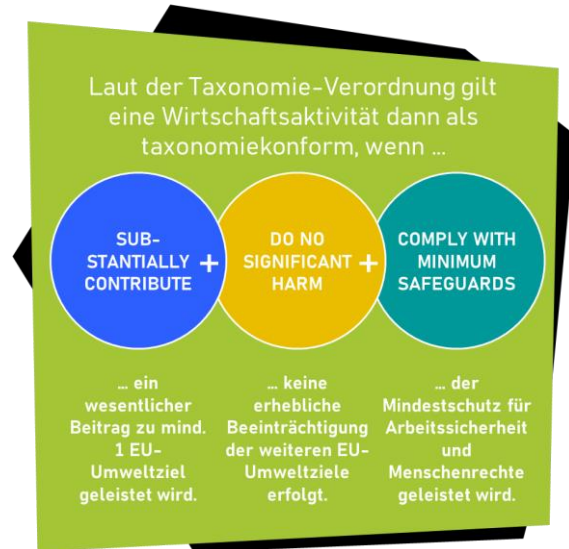 Laut der Taxonomie-Verordnung gilt
eine Wirtschaftsaktivität dann als
taxonomiekonform, wenn ...
SUB-
STANTIALLY
CONTRIBUTE
+
DO NO
SIGNIFICANT
HARM
+
COMPLY WITH
MINIMUM
SAFEGUARDS
... ein
wesentlicher
Beitrag zu mind.
1 EU-
Umweltziel
geleistet wird.
... keine
erhebliche
Beeinträchtigung
der weiteren EU-
Umweltziele
erfolgt.
... der
Mindestschutz für
Arbeitssicherheit
und
Menschenrechte
geleistet wird.